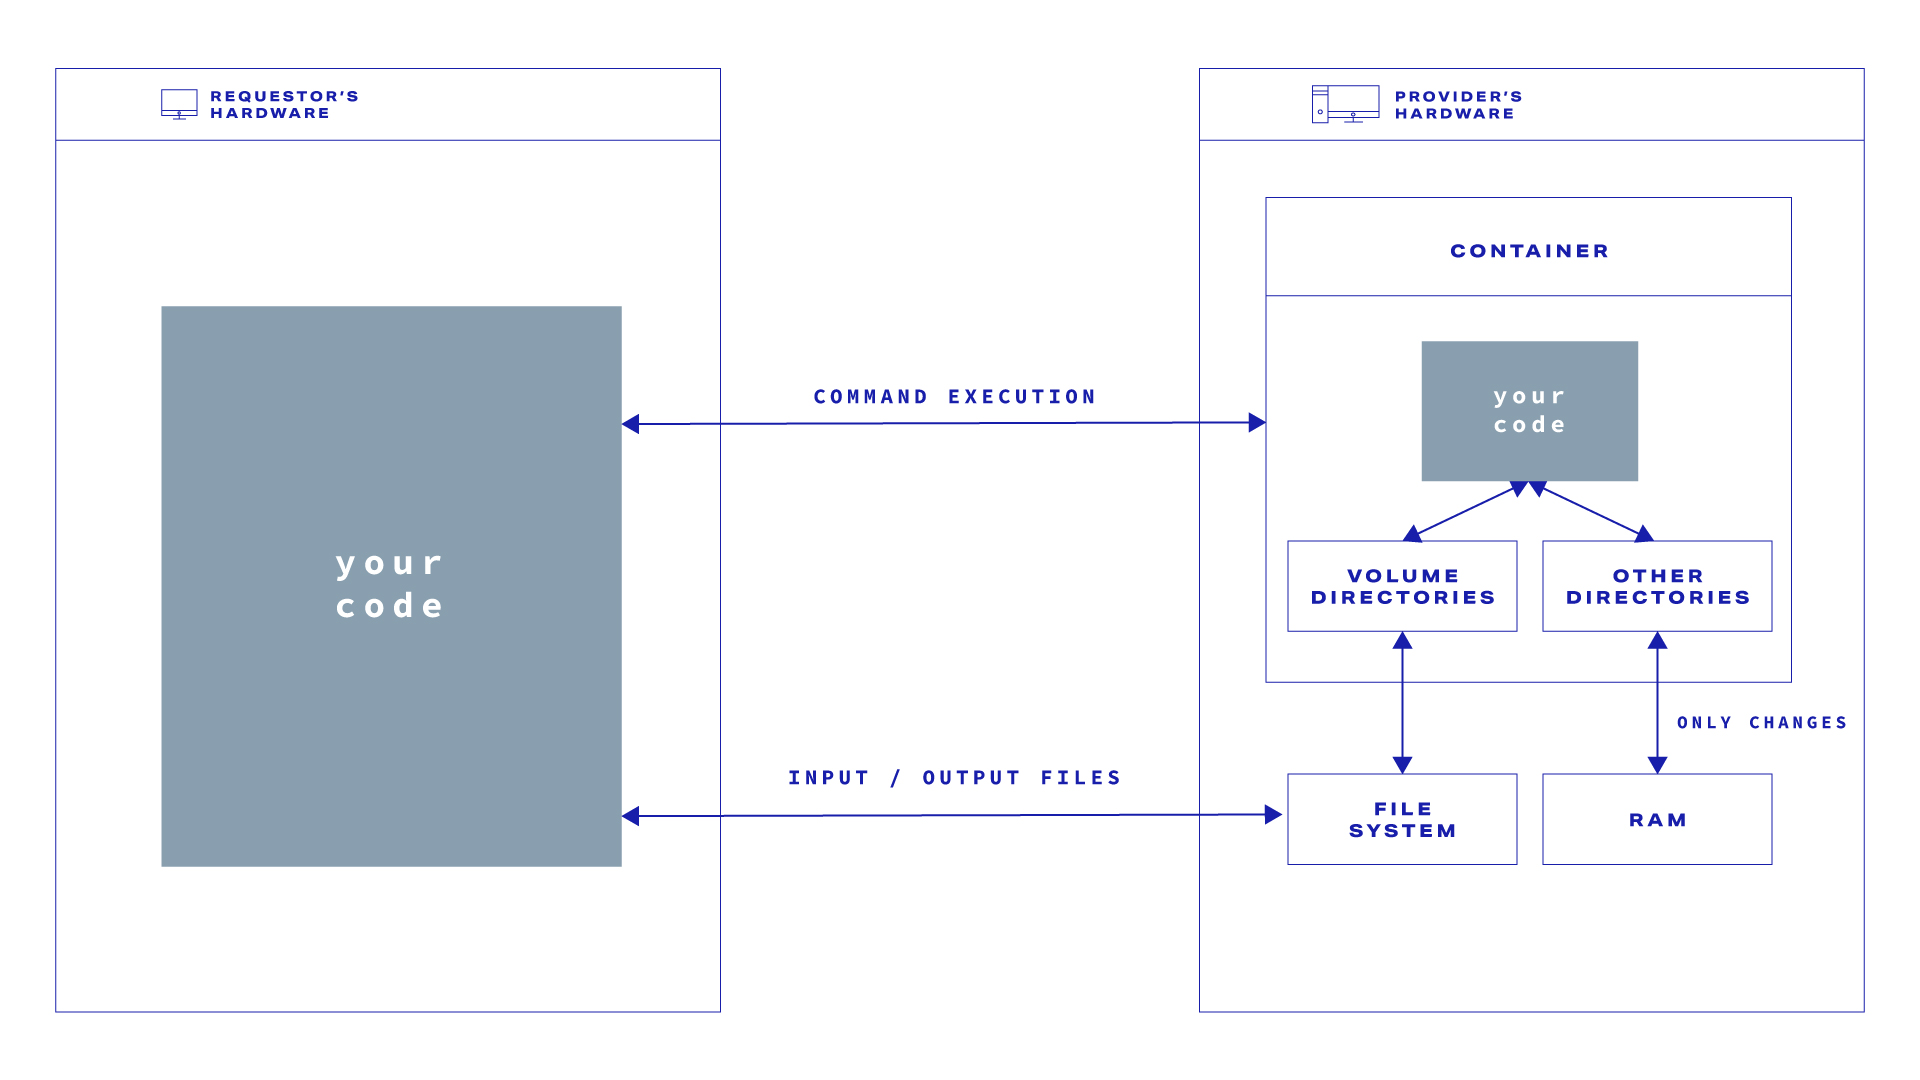 REQUESTOR'S
HARDWARE
PROVIDER'S
HARDWARE
CONTAINER
your
code
COMMAND EXECUTION
your
code
VOLUME
DIRECTORIES
OTHER
DIRECTORIES
ONLY CHANGES
INPUT / OUTPUT FILES
FILE
SYSTEM
RAM